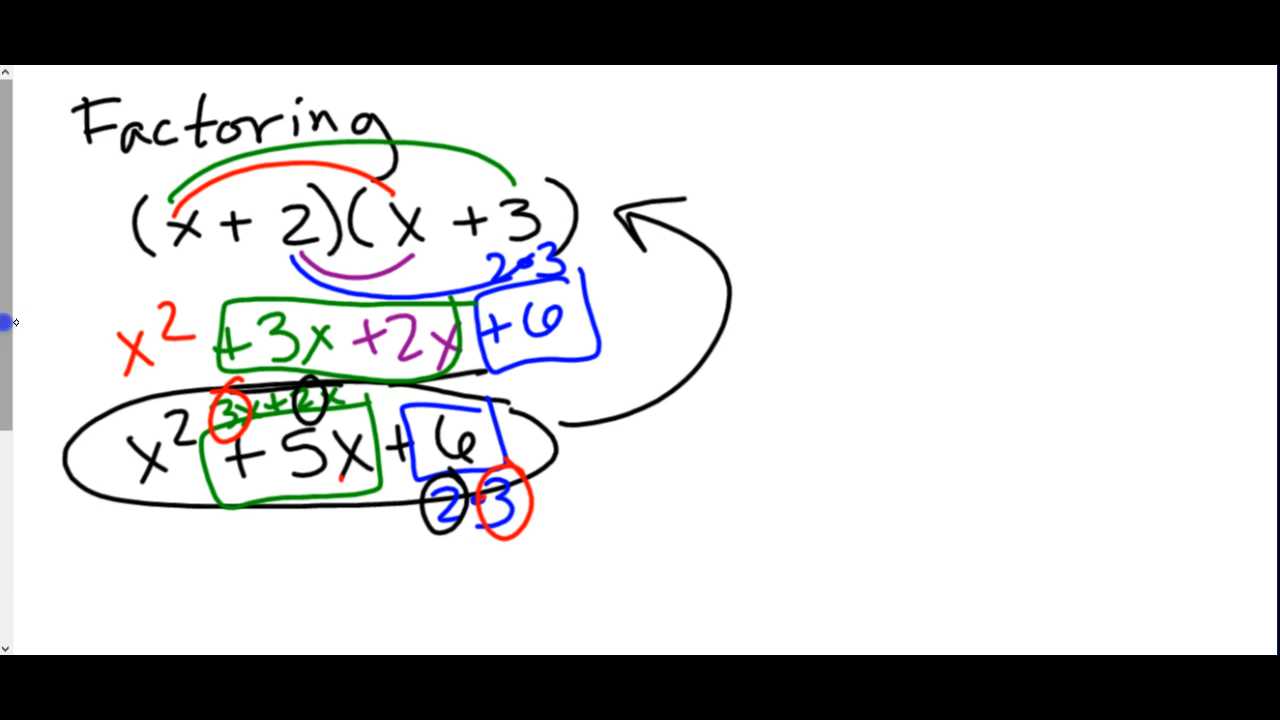 Factoring
(x + 2)(x + 3)
2•3
x² +3x +2x +6
3x+2x
x² + 5x + 6
2•3